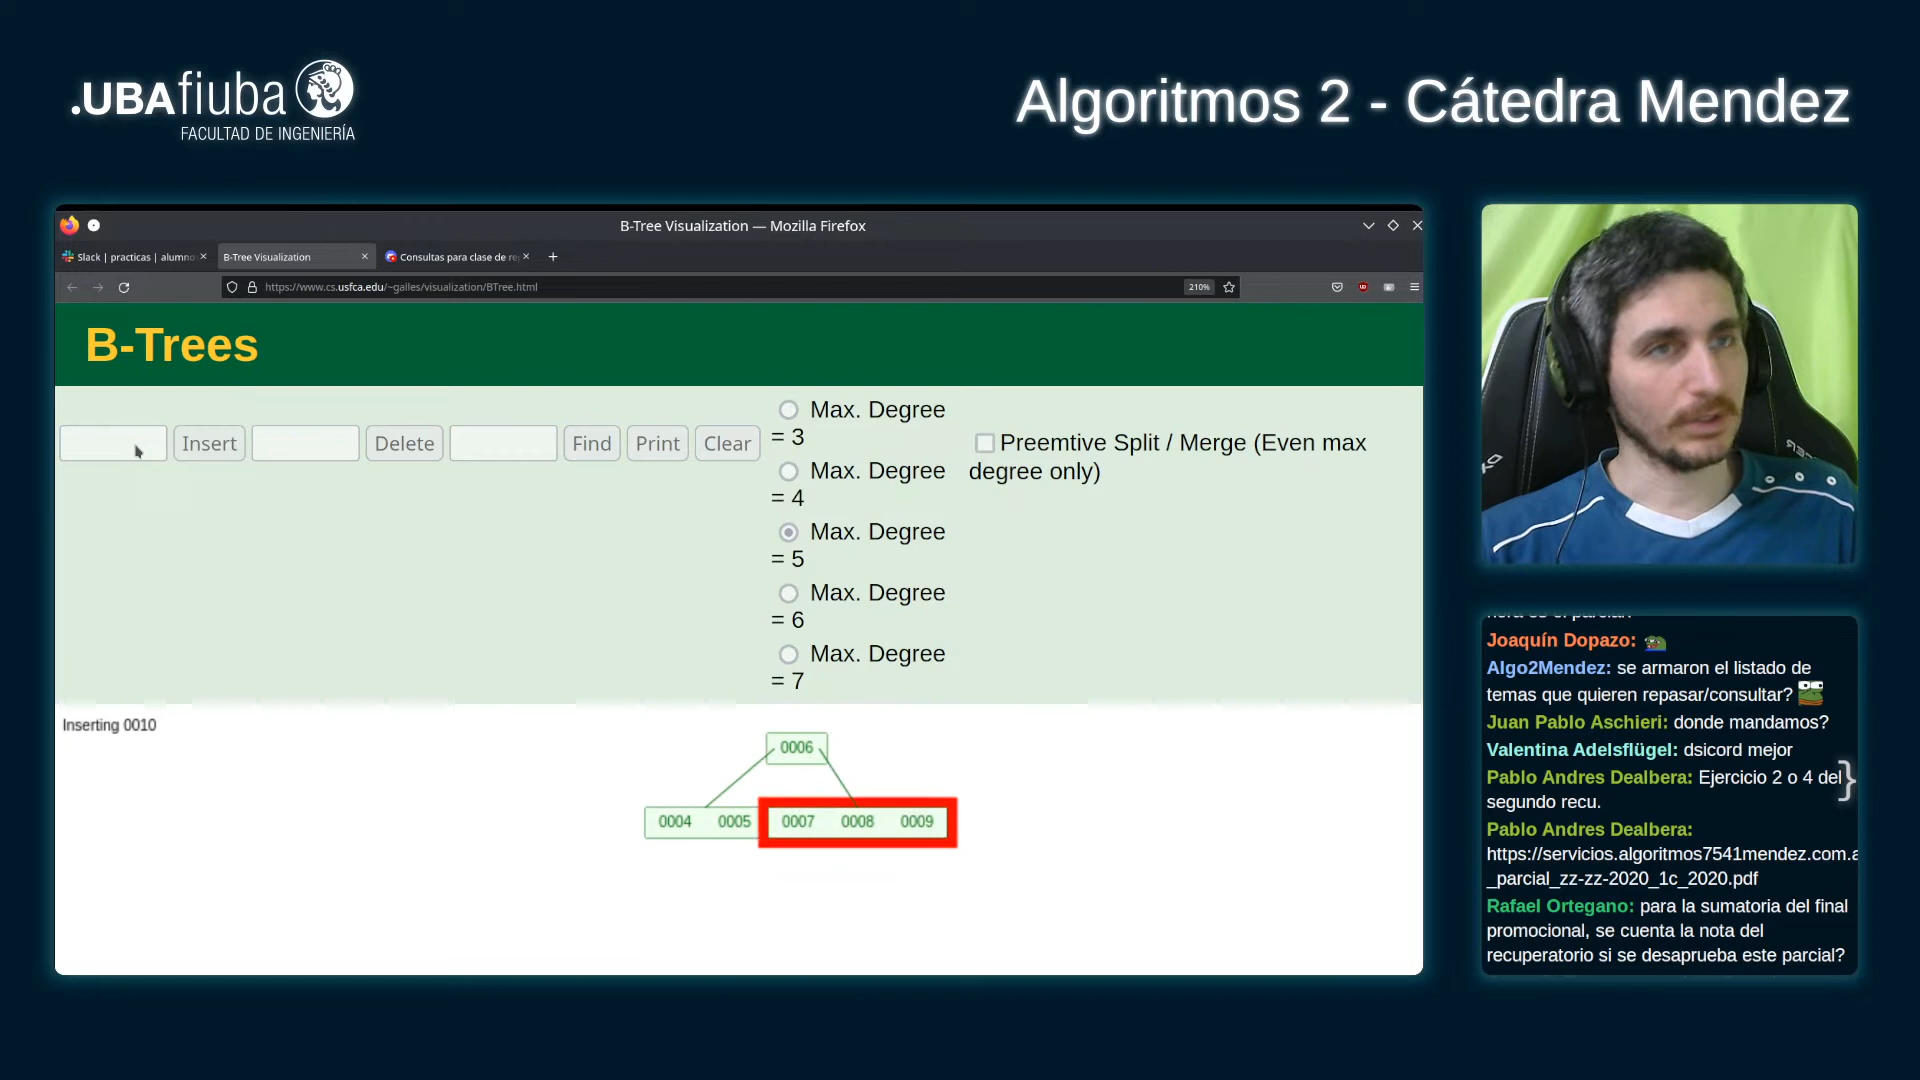 .UBAfiuba
FACULTAD DE INGENIERÍA
Algoritmos 2 - Cátedra Mendez
B-Tree Visualization — Mozilla Firefox
Slack | practicas | alumno
B-Tree Visualization
Consultas para clase de re
https://www.cs.usfca.edu/~galles/visualization/BTree.html
210%
B-Trees
Insert
Delete
Find
Print
Clear
Max. Degree
= 3
Max. Degree
= 4
Max. Degree
= 5
Max. Degree
= 6
Max. Degree
= 7
Preemtive Split / Merge (Even max
degree only)
Inserting 0010
0006
0004 0005 0007 0008 0009
Joaquín Dopazo:
Algo2Mendez: se armaron el listado de
temas que quieren repasar/consultar?
Juan Pablo Aschieri: donde mandamos?
Valentina Adelsflügel: dsicord mejor
Pablo Andres Dealbera: Ejercicio 2 o 4 del
segundo recu.
Pablo Andres Dealbera:
https://servicios.algoritmos7541mendez.com.a
_parcial_zz-zz-2020_1c_2020.pdf
Rafael Ortegano: para la sumatoria del final
promocional, se cuenta la nota del
recuperatorio si se desaprueba este parcial?
}